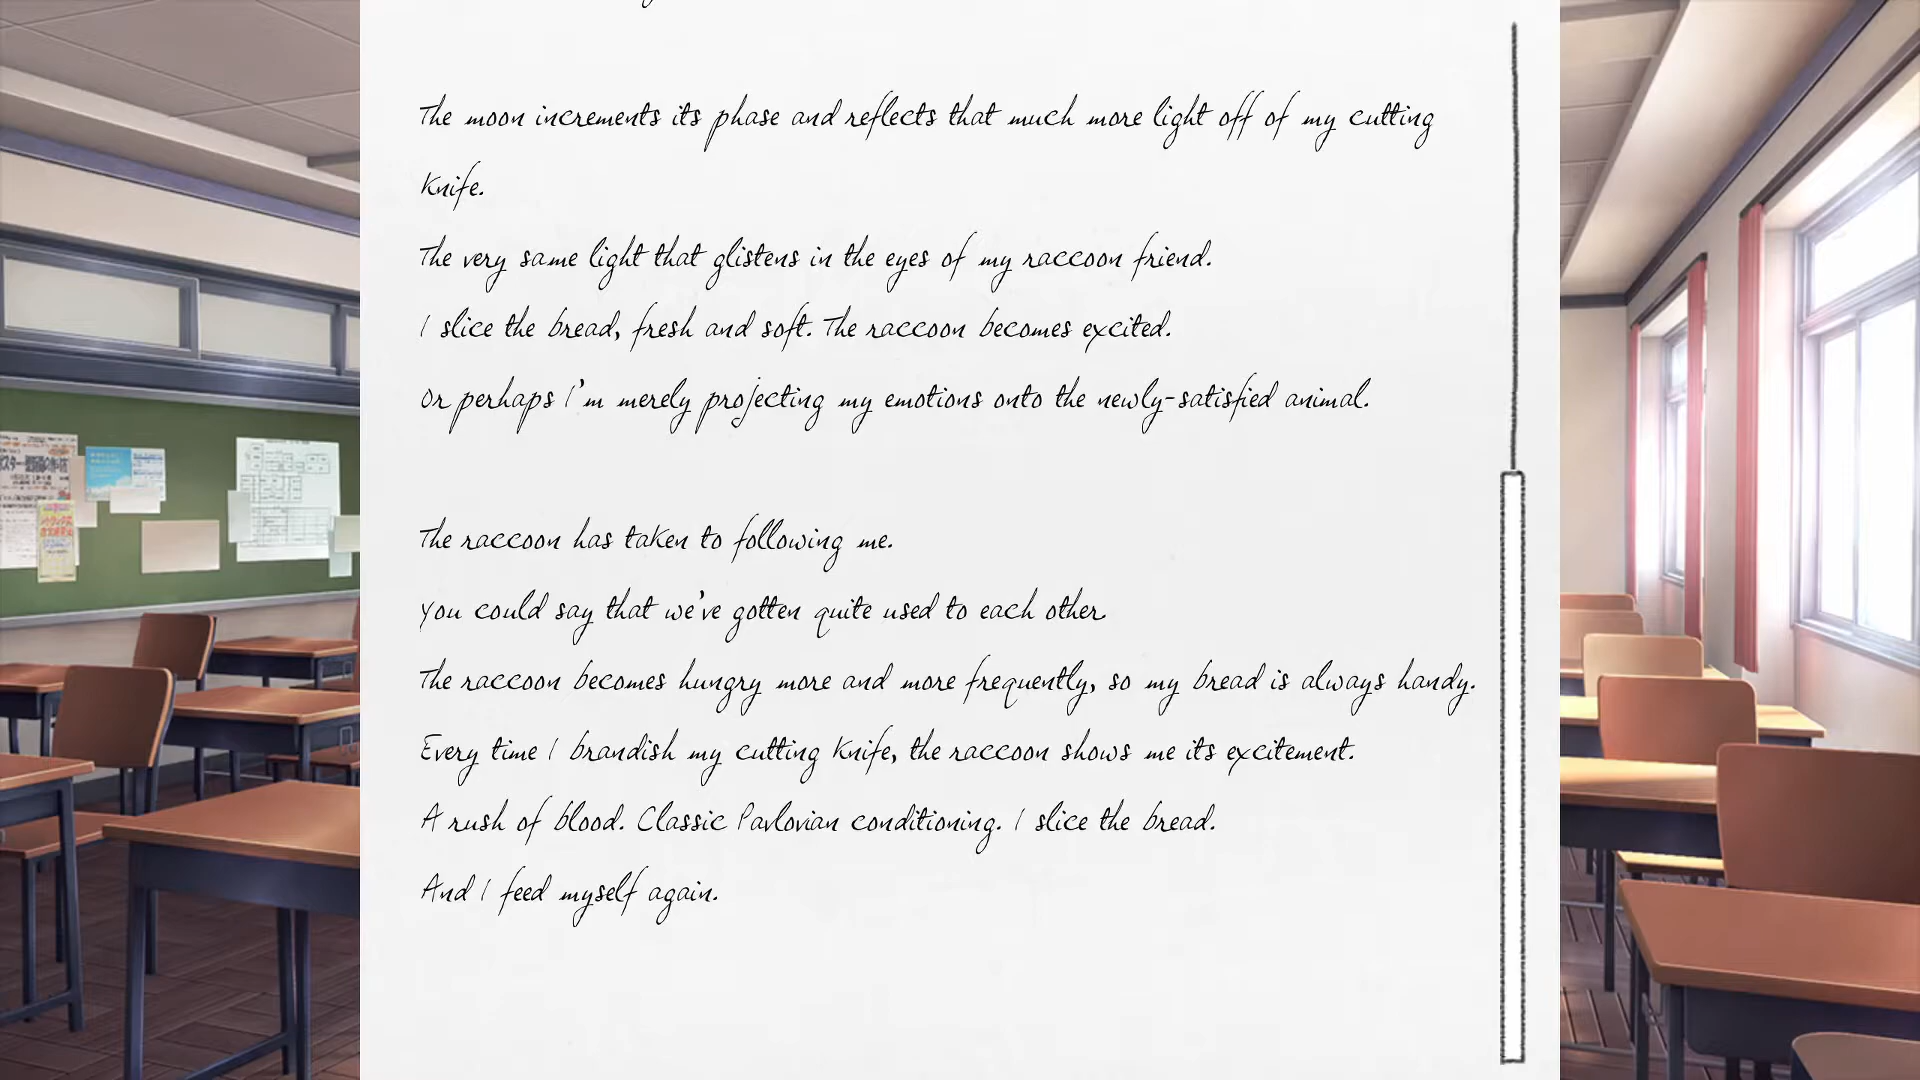 The moon increments its phase and reflects that much more light off of my cutting
knife.
The very same light that glistens in the eyes of my raccoon friend.
I slice the bread, fresh and soft. The raccoon becomes excited.
Or perhaps I'm merely projecting my emotions onto the newly-satisfied animal.
The raccoon has taken to following me.
You could say that we've gotten quite used to each other.
The raccoon becomes hungry more and more frequently, so my bread is always handy.
Every time I brandish my cutting knife, the raccoon shows me its excitement.
A rush of blood. Classic Pavlovian conditioning. I slice the bread.
And I feed myself again.